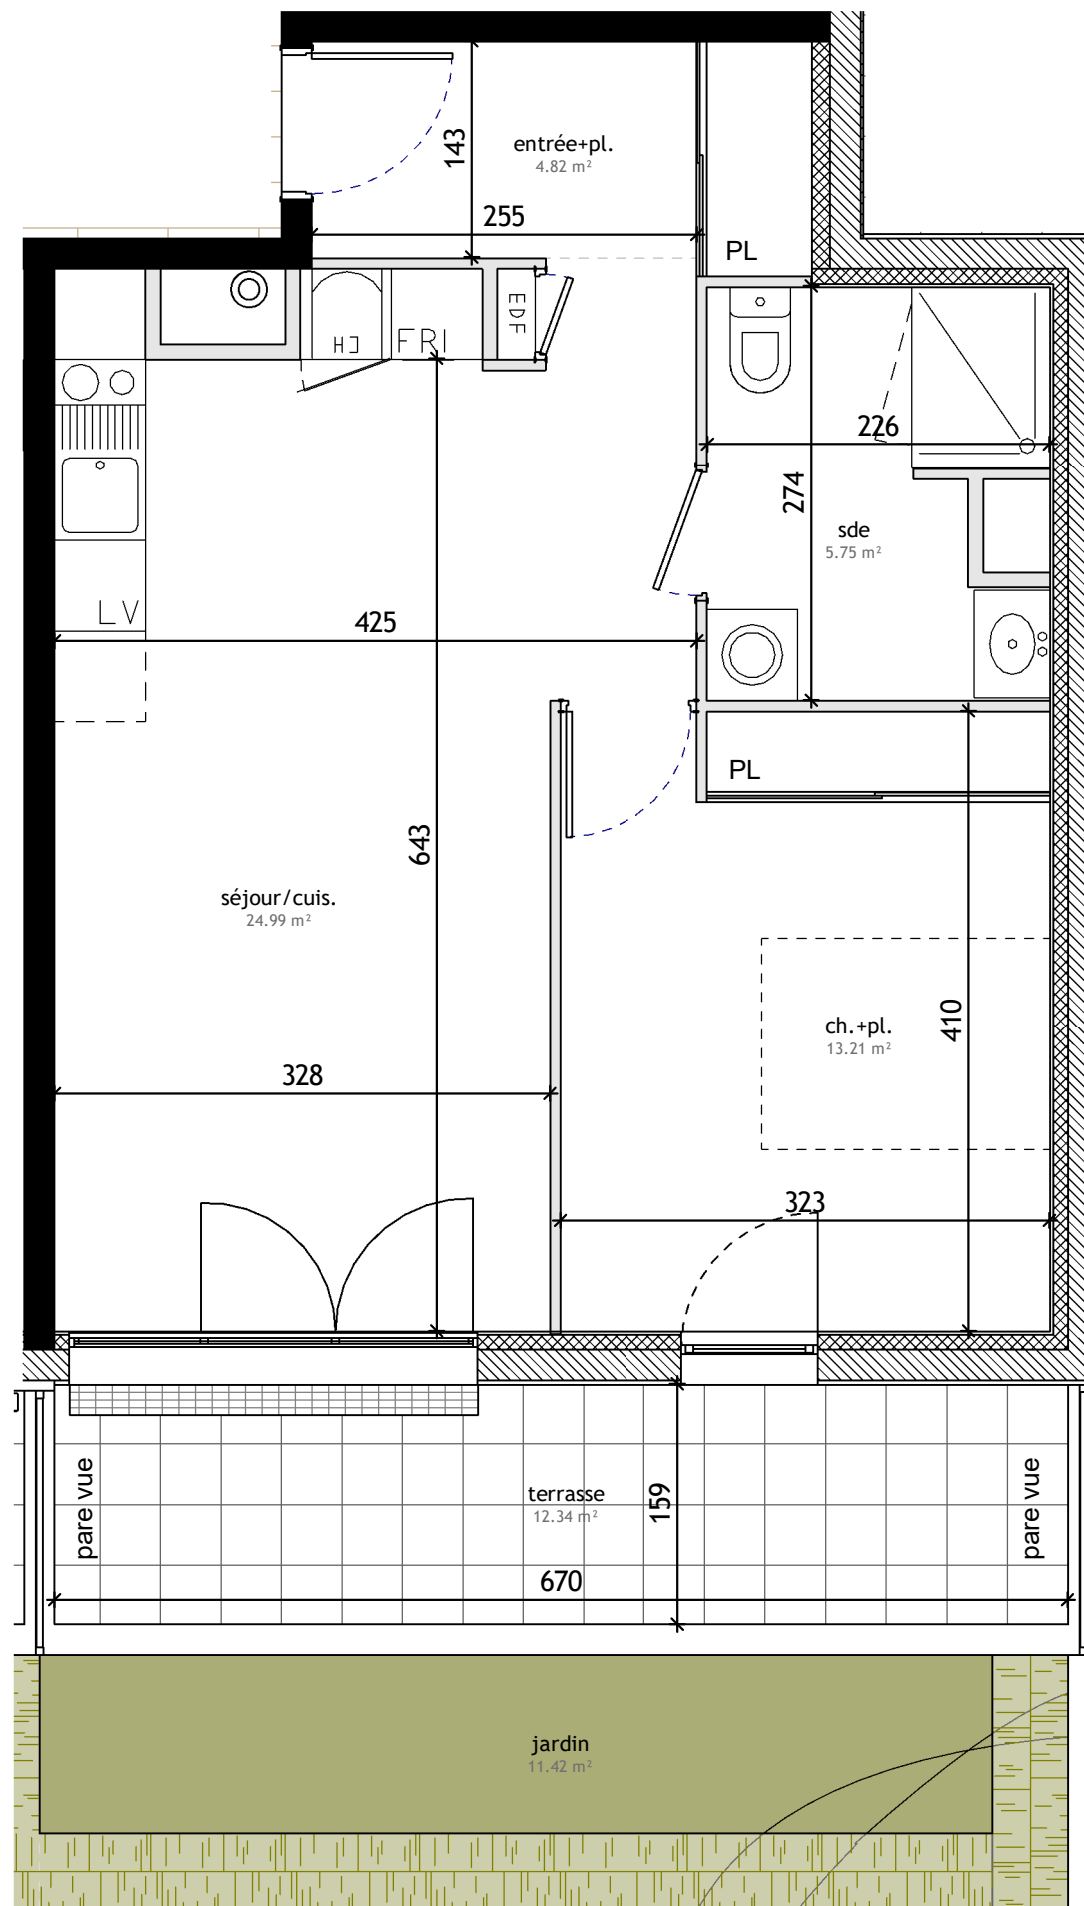 143
entrée+pl.
4.82 m²
255
PL
EDF
FRI
226
274
sde
5.75 m²
LV
425
PL
643
séjour/cuis.
24.99 m²
410
ch.+pl.
13.21 m²
328
323
pare vue
terrasse
12.34 m²
159
pare vue
670
jardin
11.42 m²